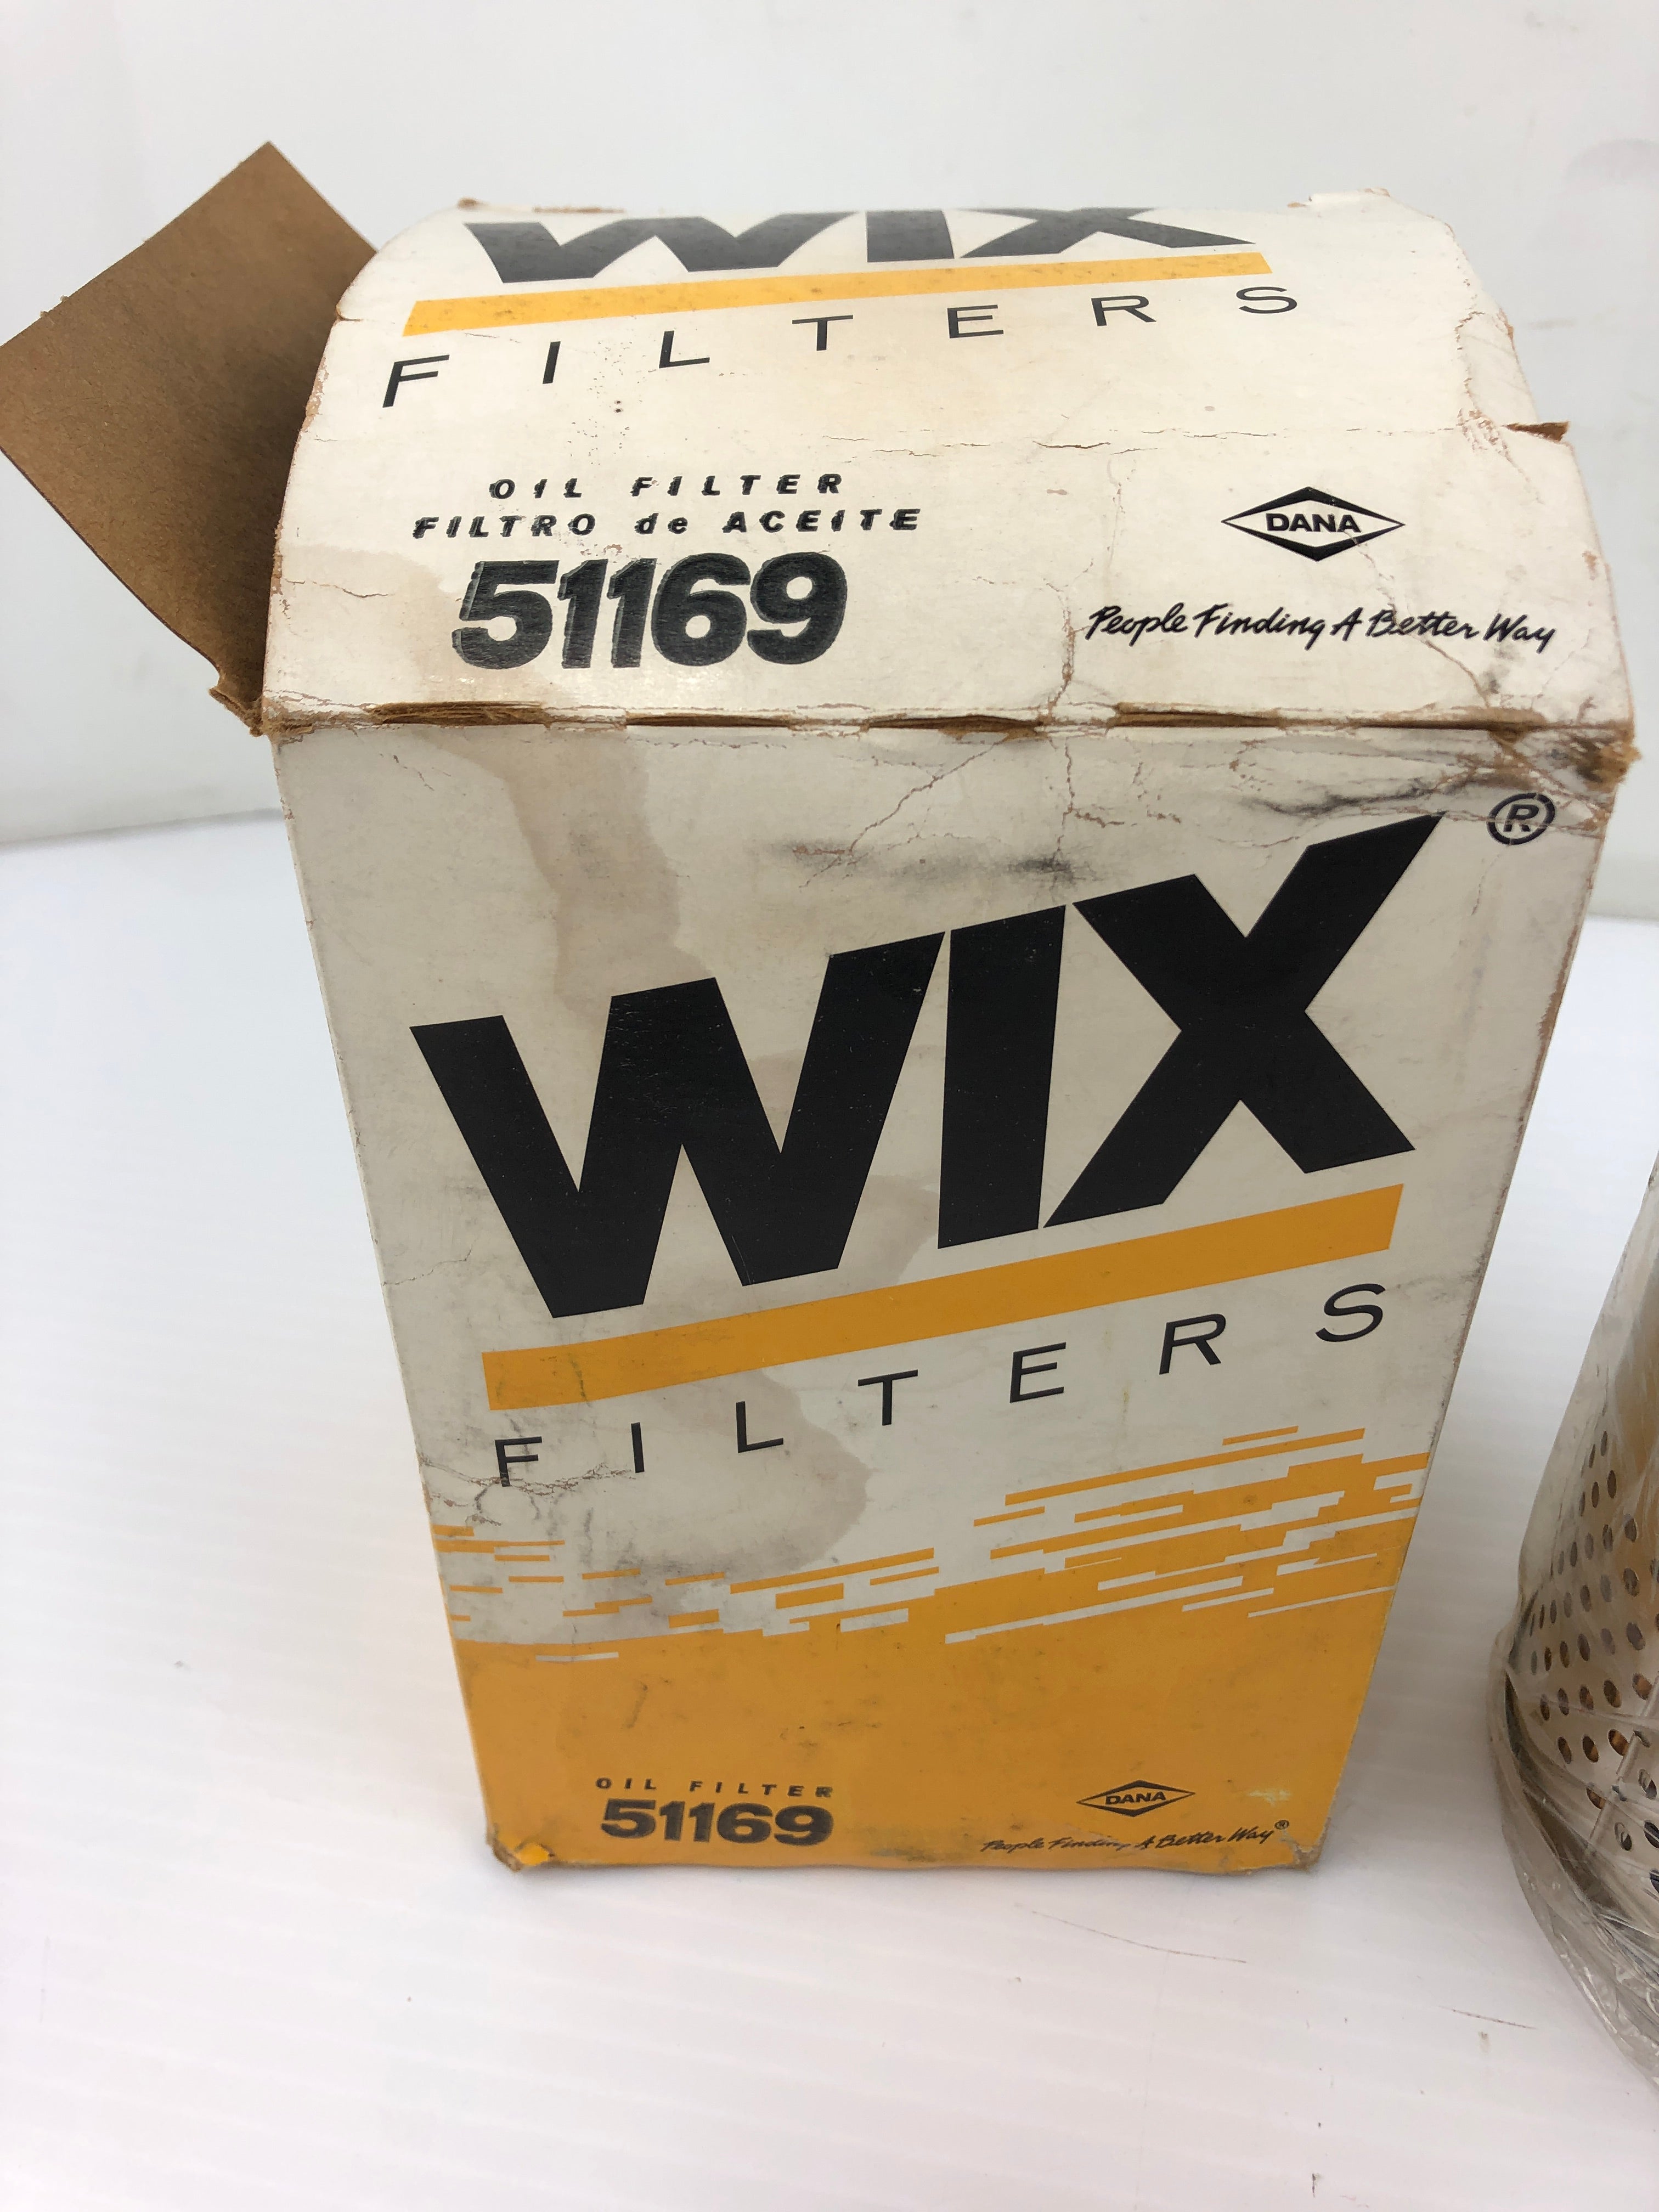 WIX
FILTERS
OIL FILTER
FILTRO de ACEITE
51169
DANA
People Finding A Better Way
WIX®
FILTERS
OIL FILTER
51169
DANA
People Finding A Better Way®